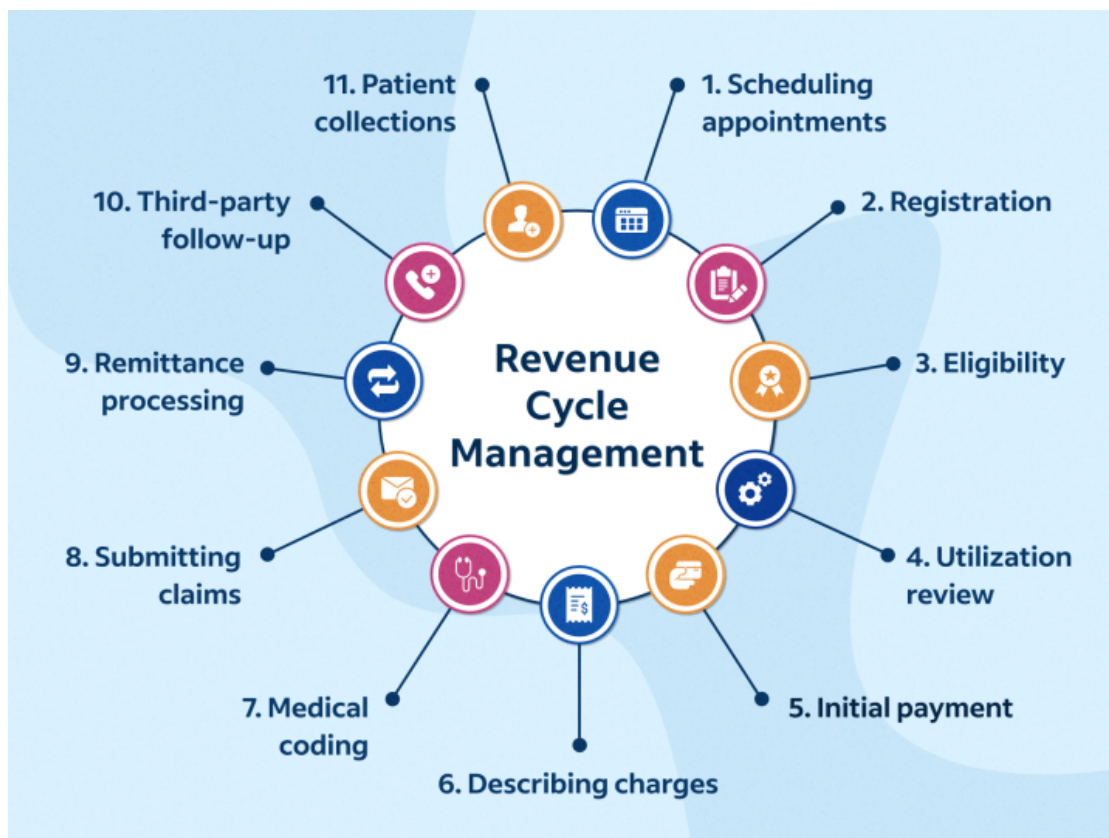 Revenue
Cycle
Management
1. Scheduling
appointments
2. Registration
3. Eligibility
4. Utilization
review
5. Initial payment
6. Describing charges
7. Medical
coding
8. Submitting
claims
9. Remittance
processing
10. Third-party
follow-up
11. Patient
collections
$